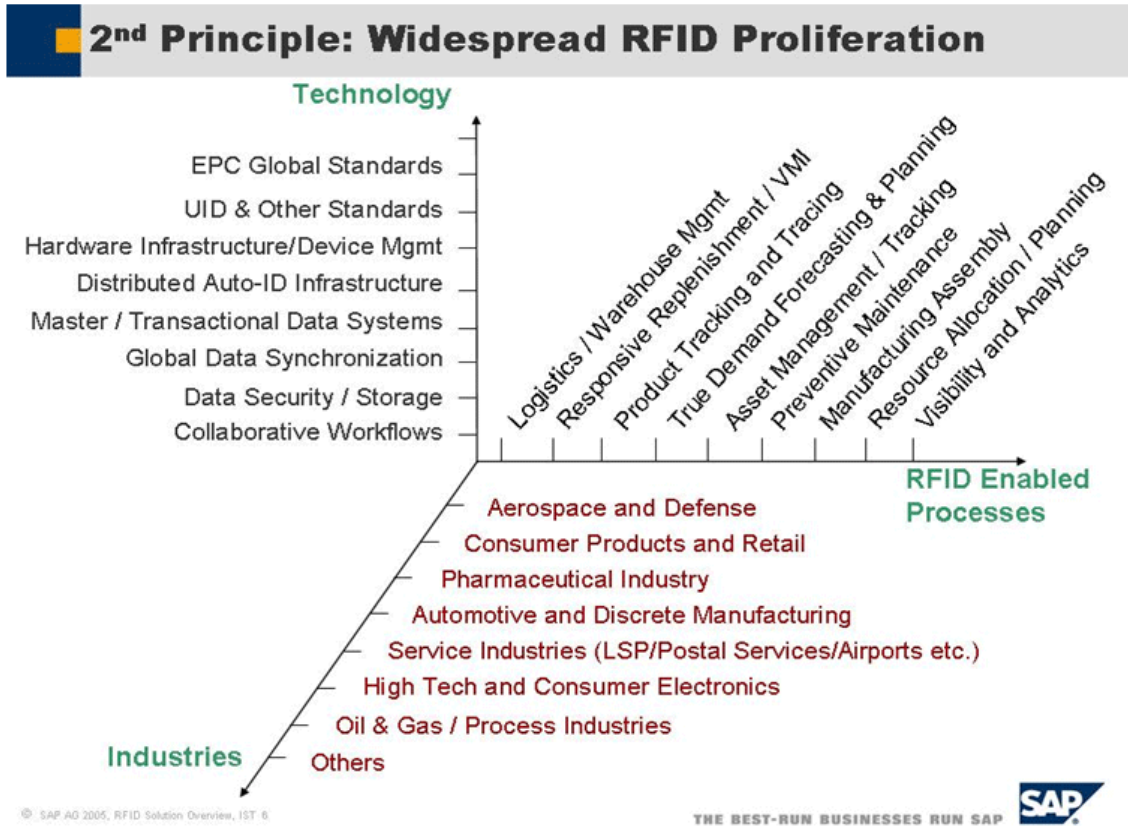 2nd Principle: Widespread RFID Proliferation
Technology
EPC Global Standards
UID & Other Standards
Hardware Infrastructure/Device Mgmt
Distributed Auto-ID Infrastructure
Master / Transactional Data Systems
Global Data Synchronization
Data Security / Storage
Collaborative Workflows
Logistics / Warehouse Mgmt
Responsive Replenishment / VMI
Product Tracking and Tracing
True Demand Forecasting & Planning
Asset Management / Tracking
Preventive Maintenance
Manufacturing Assembly
Resource Allocation / Planning
Visibility and Analytics
RFID Enabled
Processes
Aerospace and Defense
Consumer Products and Retail
Pharmaceutical Industry
Automotive and Discrete Manufacturing
Service Industries (LSP/Postal Services/Airports etc.)
High Tech and Consumer Electronics
Oil & Gas / Process Industries
Others
Industries
© SAP AG 2005, RFID Solution Overview, IST 6
THE BEST-RUN BUSINESSES RUN SAP
SAP